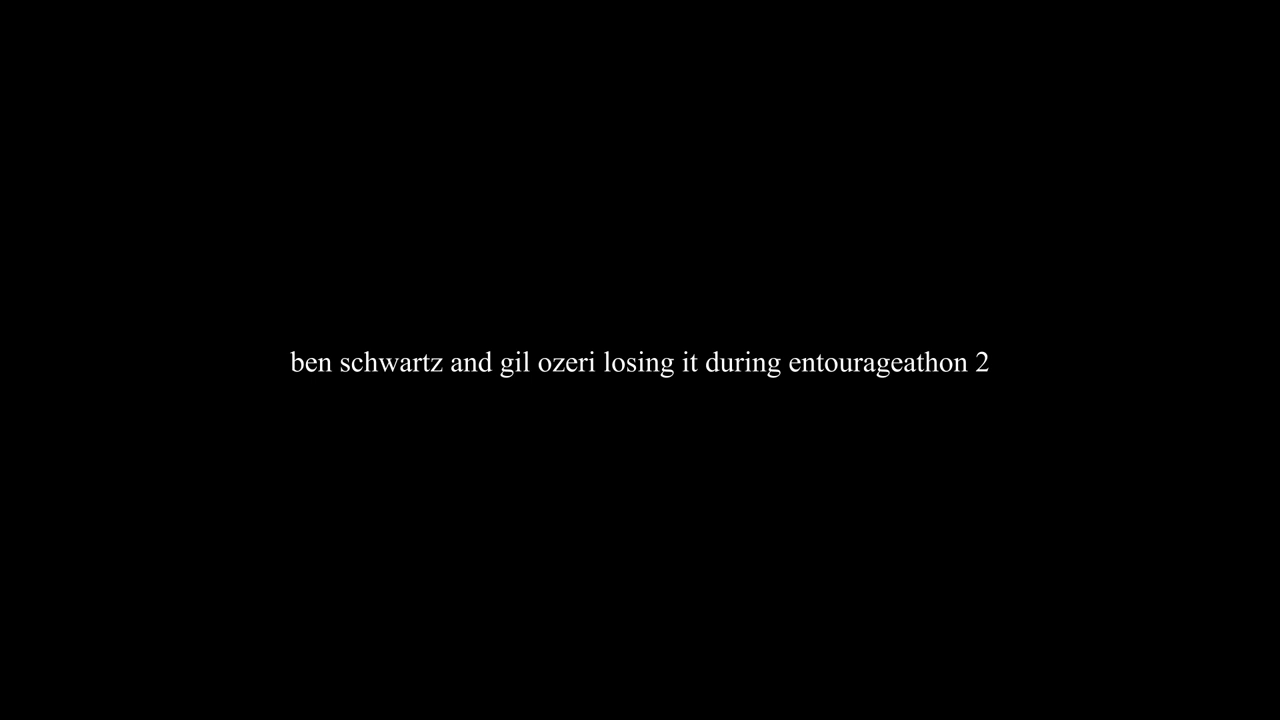 ben schwartz and gil ozeri losing it during entourageathon 2